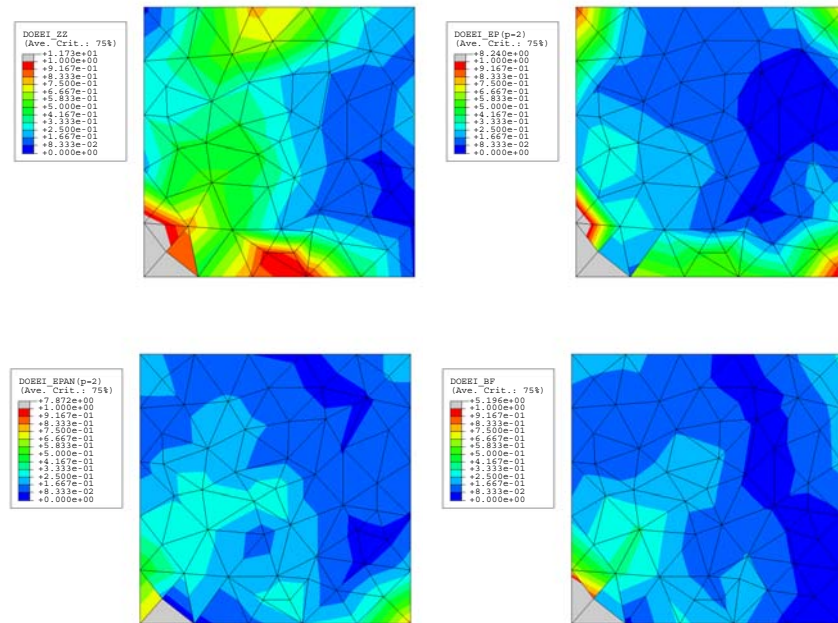 DOEEI_ZZ
(Ave. Crit.: 75%)
+1.173e+01
+1.000e+00
+9.167e-01
+8.333e-01
+7.500e-01
+6.667e-01
+5.833e-01
+5.000e-01
+4.167e-01
+3.333e-01
+2.500e-01
+1.667e-01
+8.333e-02
+0.000e+00
DOEEI_EP(p=2)
(Ave. Crit.: 75%)
+8.240e+00
+1.000e+00
+9.167e-01
+8.333e-01
+7.500e-01
+6.667e-01
+5.833e-01
+5.000e-01
+4.167e-01
+3.333e-01
+2.500e-01
+1.667e-01
+8.333e-02
+0.000e+00
DOEEI_EPAN(p=2)
(Ave. Crit.: 75%)
+7.872e+00
+1.000e+00
+9.167e-01
+8.333e-01
+7.500e-01
+6.667e-01
+5.833e-01
+5.000e-01
+4.167e-01
+3.333e-01
+2.500e-01
+1.667e-01
+8.333e-02
+0.000e+00
DOEEI_BF
(Ave. Crit.: 75%)
+5.196e+00
+1.000e+00
+9.167e-01
+8.333e-01
+7.500e-01
+6.667e-01
+5.833e-01
+5.000e-01
+4.167e-01
+3.333e-01
+2.500e-01
+1.667e-01
+8.333e-02
+0.000e+00